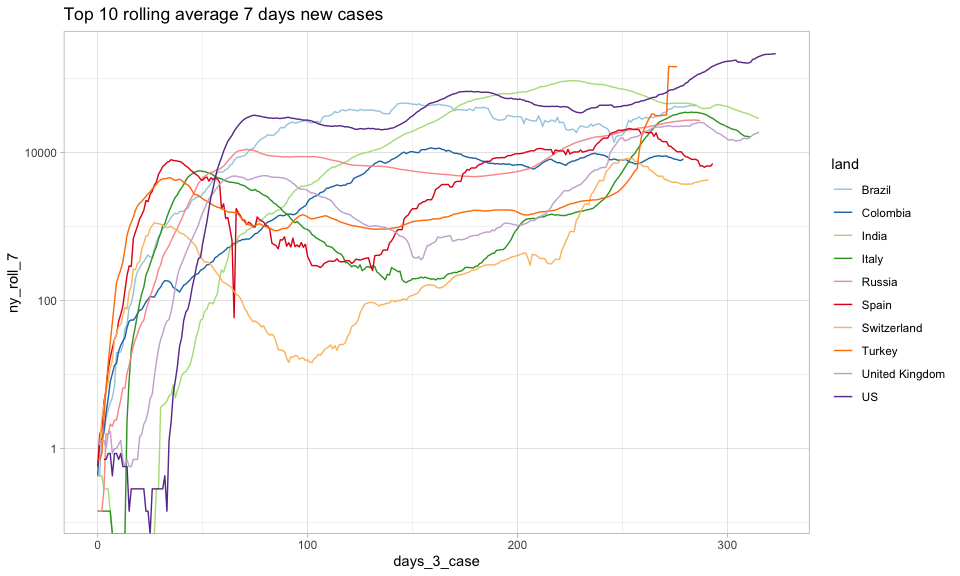 Top 10 rolling average 7 days new cases
10000
100
1
ny_roll_7
0
100
200
300
days_3_case
land
Brazil
Colombia
India
Italy
Russia
Spain
Switzerland
Turkey
United Kingdom
US